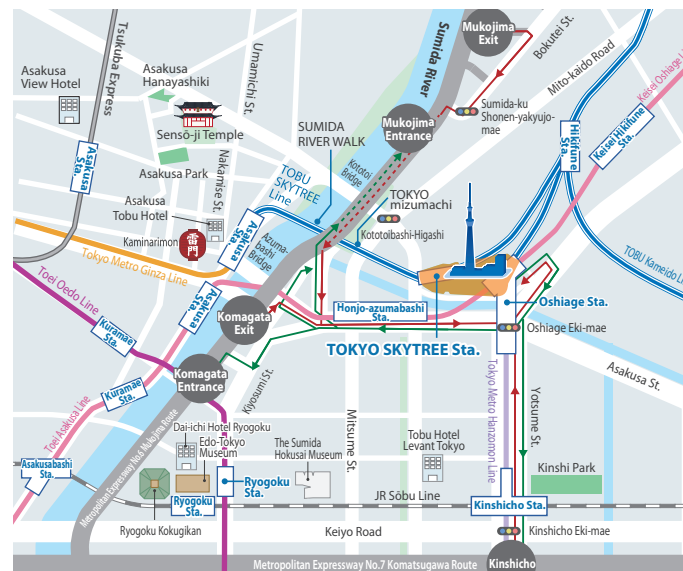 Mukojima
Exit
Bokutei St.
Mito-kaido Road
Keisei Oshiage Li
Tsukuba Express
Umamichi St.
Sumida River
Asakusa
View Hotel
Asakusa
Hanayashiki
Sensō-ji Temple
SUMIDA
RIVER WALK
Mukojima
Entrance
Sumida-ku
Shonen-yakyujo-
mae
Hikifune
Sta.
Keisei Hikifune
Sta.
Asakusa
Sta.
Asakusa Park
Nakamise St.
TOBU
SKYTREE
Line
Kototoi
Bridge
TOKYO
mizumachi
Asakusa
Tobu Hotel
Kaminarimon
雷門
Asakusa
Sta.
Azuma-
bashi
Bridge
Kototoibashi-Higashi
Tokyo Metro Ginza Line
TOBU Kameido Line
Toei Oedo Line
Asakusa
Sta.
Komagata
Exit
Honjo-azumabashi
Sta.
Oshiage Sta.
Oshiage Eki-mae
TOKYO SKYTREE Sta.
Kuramae
Sta.
Komagata
Entrance
Kiyosumi St.
Asakusa St.
Kuramae
Sta.
Toei Asakusa Line
Metropolitan Expressway No.6 Mukojima Route
Mitsume St.
Tokyo Metro Hanzomon Line
Yotsume St.
Dai-ichi Hotel Ryogoku
Edo-Tokyo
Museum
The Sumida
Hokusai Museum
Tobu Hotel
Levant Tokyo
Asakusabashi
Sta.
Ryogoku
Sta.
Kinshi Park
Ryogoku
Sta.
JR Sōbu Line
Kinshicho Sta.
Ryogoku Kokugikan
Keiyo Road
Kinshicho Eki-mae
Metropolitan Expressway No.7 Komatsugawa Route
Kinshicho